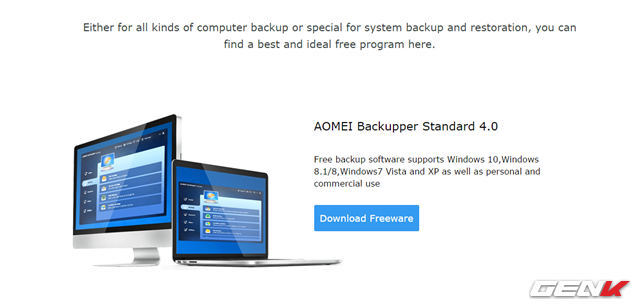 Either for all kinds of computer backup or special for system backup and restoration, you can
find a best and ideal free program here.
AOMEI Backupper Standard 4.0
Free backup software supports Windows 10,Windows
8.1/8,Windows7 Vista and XP as well as personal and
commercial use
Download Freeware
GENK